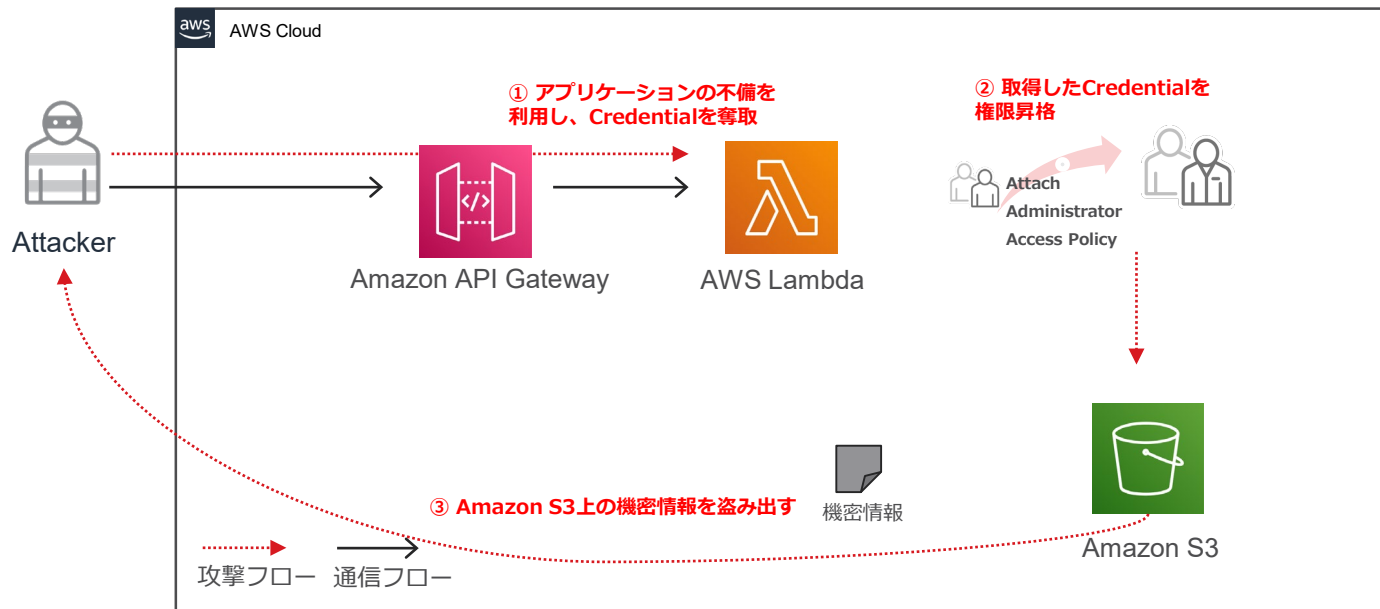 aws
AWS Cloud
① アプリケーションの不備を
利用し、Credentialを奪取
② 取得したCredentialを
権限昇格
Attach
Administrator
Access Policy
Attacker
</>
Amazon API Gateway
AWS Lambda
③ Amazon S3上の機密情報を盗み出す
機密情報
Amazon S3
攻撃フロー
通信フロー